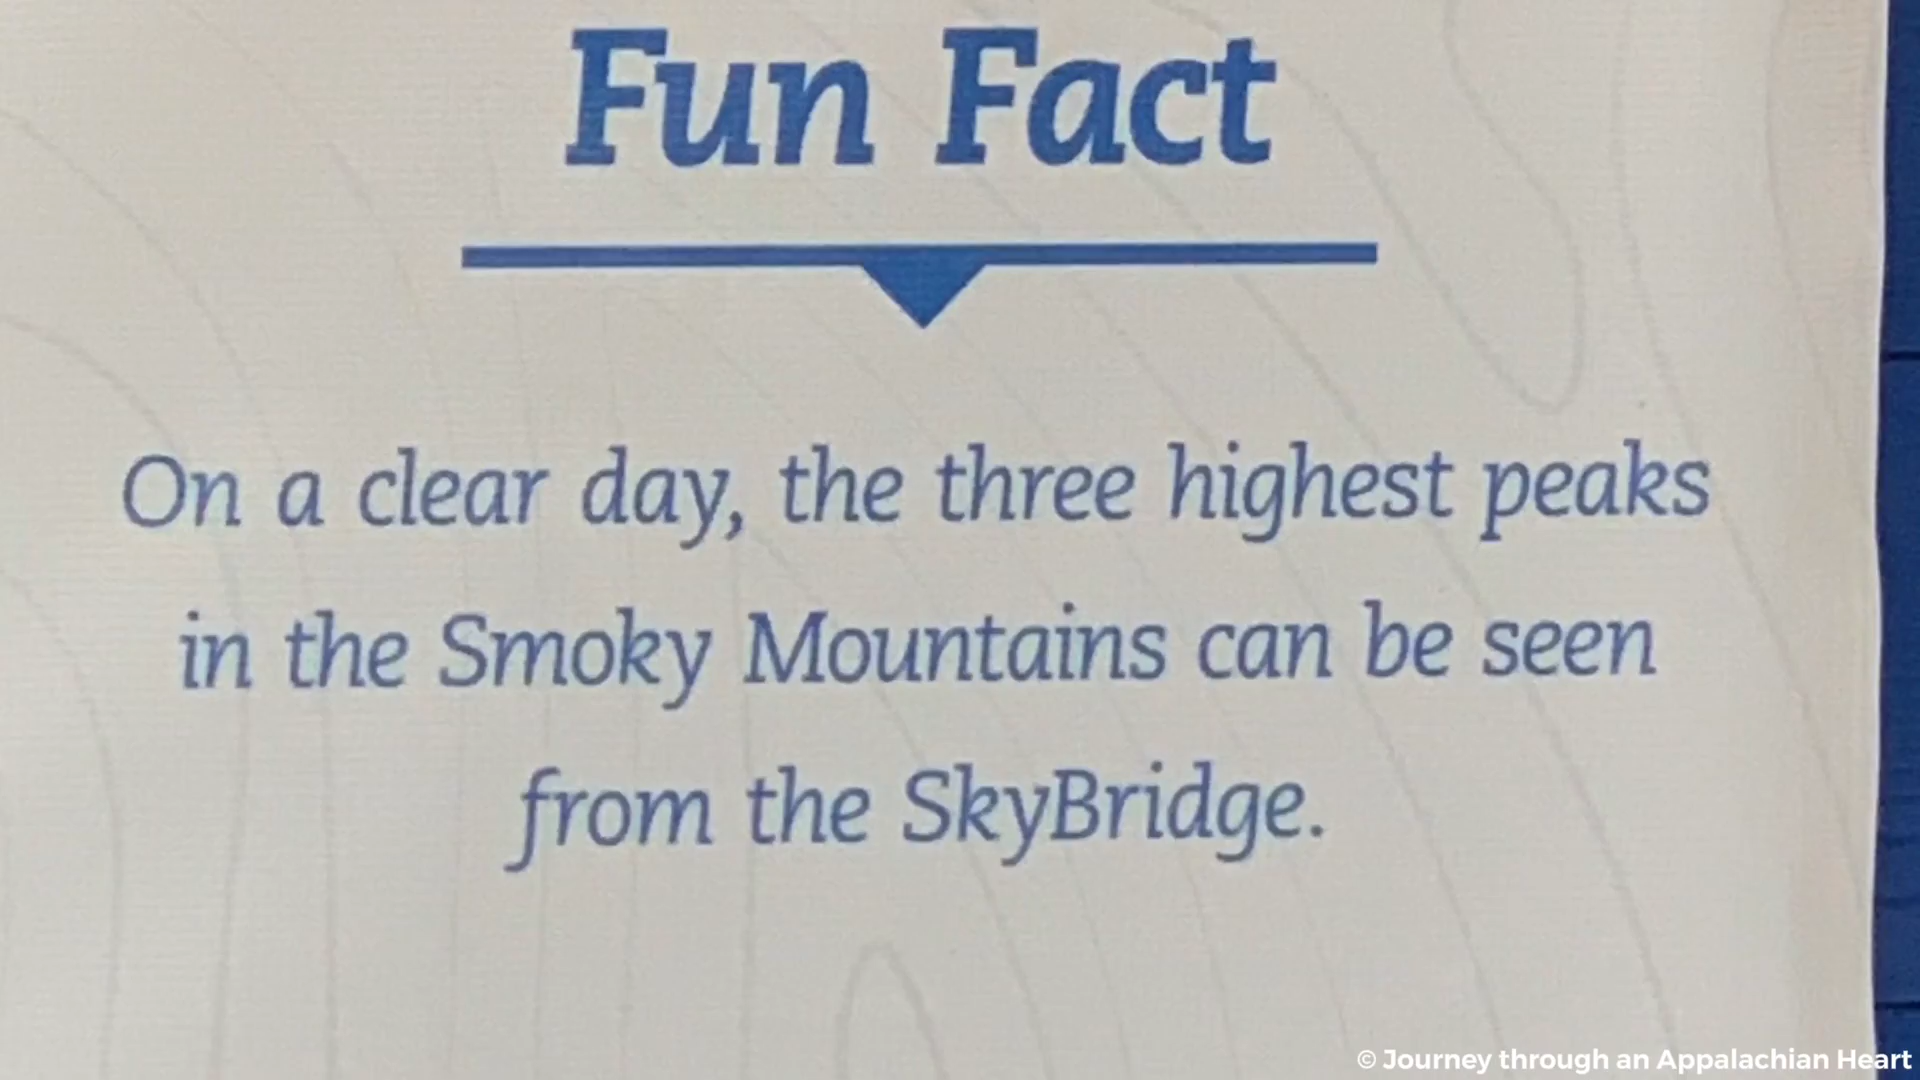 Fun Fact
On a clear day, the three highest peaks
in the Smoky Mountains can be seen
from the SkyBridge.
© Journey through an Appalachian Heart